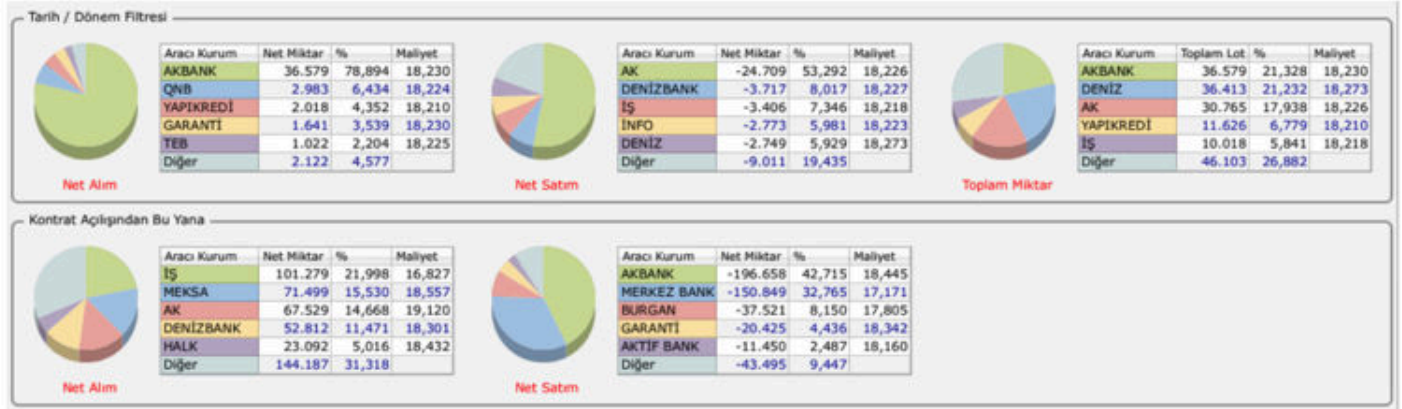 Tarih / Dönem Filtresi
Aracı Kurum Net Miktar % Maliyet
AKBANK 36.579 78,894 18,230
QNB 2.983 6,434 18,224
YAPIKREDİ 2.018 4,352 18,210
GARANTİ 1.641 3,539 18,230
TEB 1.022 2,204 18,225
Diğer 2.122 4,577
Net Alım
Aracı Kurum Net Miktar % Maliyet
AK -24.709 53,292 18,226
DENİZBANK -3.717 8,017 18,227
İŞ -3.406 7,346 18,218
İNFO -2.773 5,981 18,223
DENİZ -2.749 5,929 18,273
Diğer -9.011 19,435
Net Satım
Aracı Kurum Toplam Lot % Maliyet
AKBANK 36.579 21,328 18,230
DENİZ 36.413 21,232 18,273
AK 30.765 17,938 18,226
YAPIKREDİ 11.626 6,779 18,210
İŞ 10.018 5,841 18,218
Diğer 46.103 26,882
Toplam Miktar
Kontrat Açılışından Bu Yana
Aracı Kurum Net Miktar % Maliyet
İŞ 101.279 21,998 16,827
MEKSA 71.499 15,530 18,557
AK 67.529 14,668 19,120
DENİZBANK 52.812 11,471 18,301
HALK 23.092 5,016 18,432
Diğer 144.187 31,318
Net Alım
Aracı Kurum Net Miktar % Maliyet
AKBANK -196.658 42,715 18,445
MERKEZ BANK -150.849 32,765 17,171
BURGAN -37.521 8,150 17,805
GARANTİ -20.425 4,436 18,342
AKTİF BANK -11.450 2,487 18,160
Diğer -43.495 9,447
Net Satım